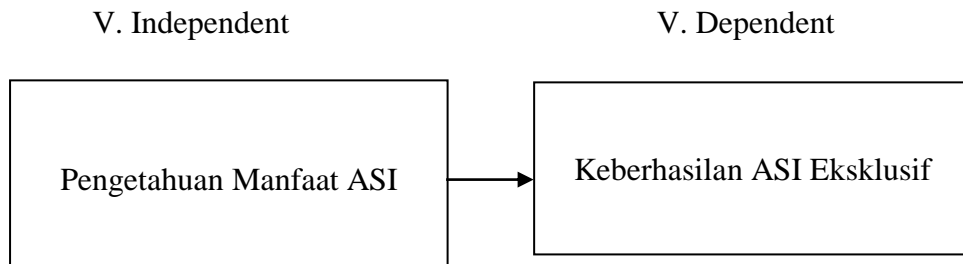 V. Independent
V. Dependent
Pengetahuan Manfaat ASI
Keberhasilan ASI Eksklusif